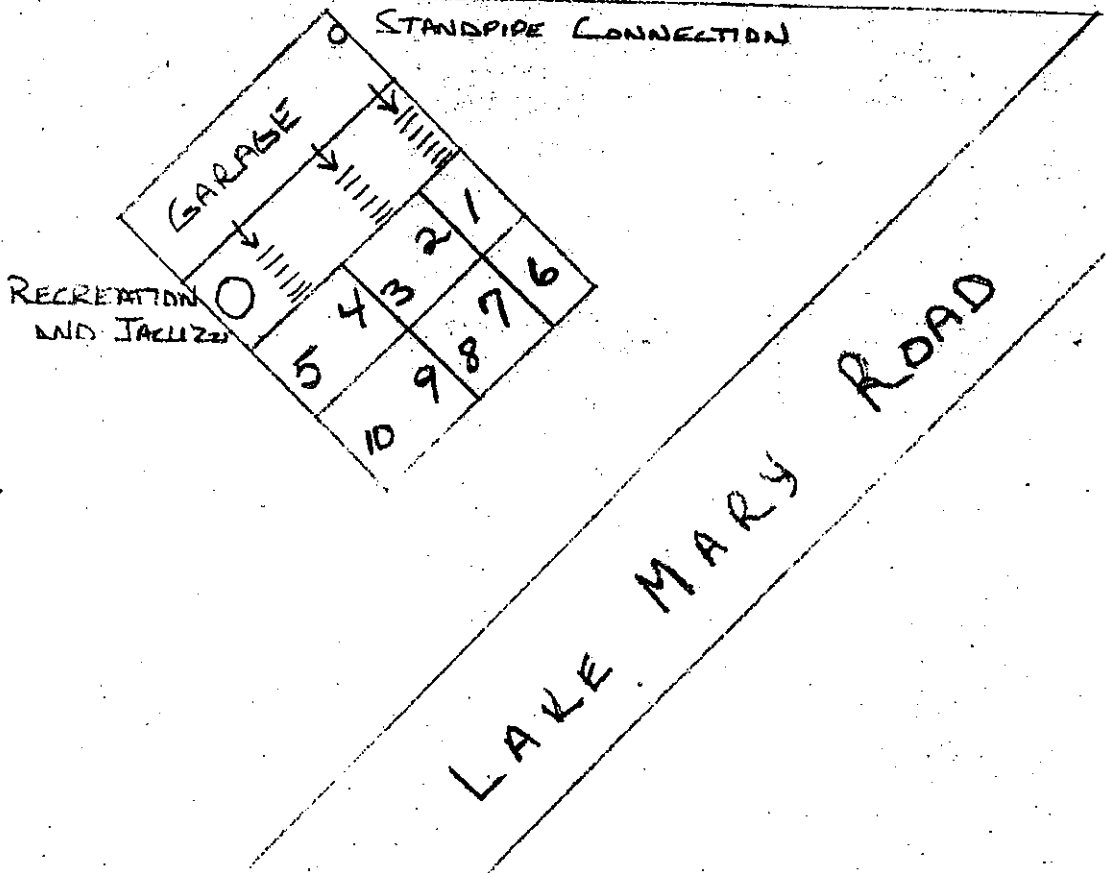 STANDPIPE CONNECTION
GARAGE
1
2
3
4
5
6
7
8
9
10
RECREATION
AND JACUZZI
LAKE MARY ROAD